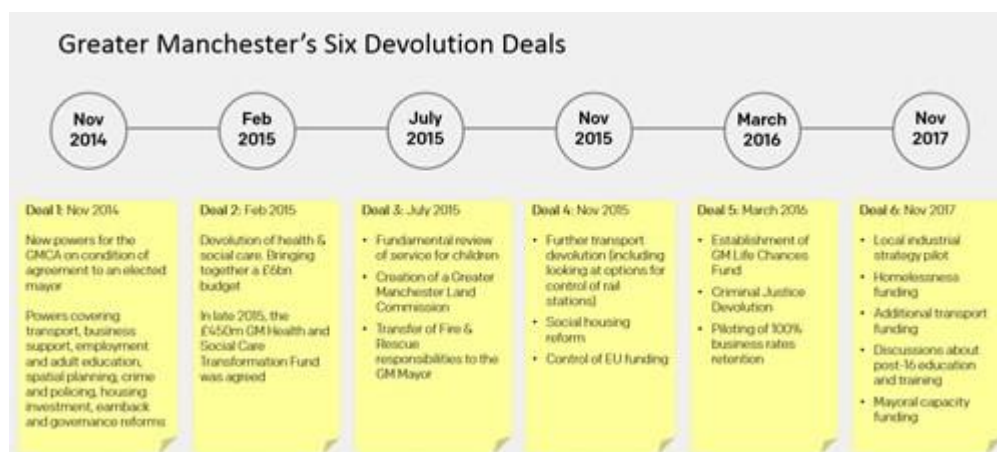 Greater Manchester's Six Devolution Deals
Nov
2014
Feb
2015
July
2015
Nov
2015
March
2016
Nov
2017
Deal 1: Nov 2014
New powers for the
GMCA on condition of
agreement to an elected
mayor
Powers covering
transport, business
support, employment
and adult education,
spatial planning, crime
and policing, housing
investment, earnback
and governance reforms
Deal 2: Feb 2015
Devolution of health &
social care. Bringing
together a £6bn
budget
In late 2015, the
£450m GM Health and
Social Care
Transformation Fund
was agreed
Deal 3: July 2015
• Fundamental review
of service for children
• Creation of a Greater
Manchester Land
Commission
• Transfer of Fire &
Rescue
responsibilities to the
GM Mayor
Deal 4: Nov 2015
• Further transport
devolution (including
looking at options for
control of rail
stations)
• Social housing
reform
• Control of EU funding
Deal 5: March 2016
• Establishment of
GM Life Chances
Fund
• Criminal Justice
Devolution
• Piloting of 100%
business rates
retention
Deal 6: Nov 2017
• Local industrial
strategy pilot
• Homelessness
funding
• Additional transport
funding
• Discussions about
post-16 education
and training
• Mayoral capacity
funding